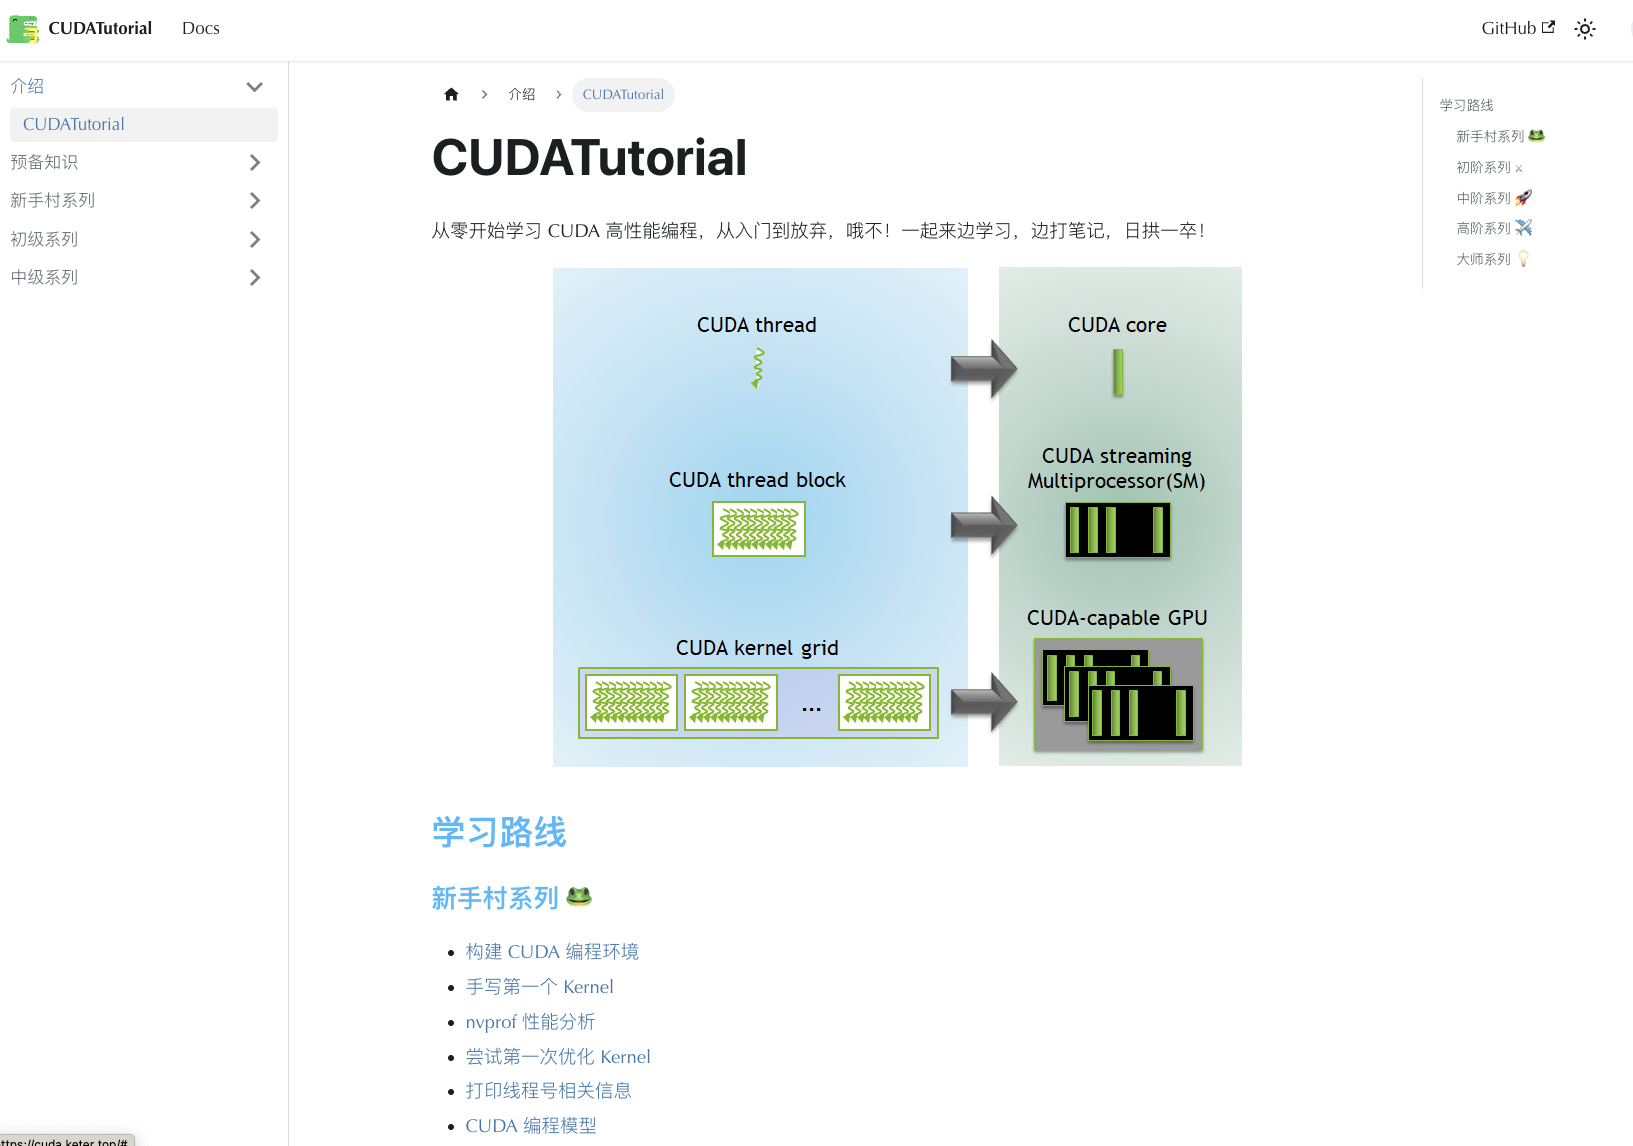 CUDATutorial Docs GitHub
介绍
CUDATutorial
预备知识
新手村系列
初级系列
中级系列
介绍 CUDATutorial
CUDATutorial
从零开始学习 CUDA 高性能编程，从入门到放弃，哦不！一起来边学习，边打笔记，日拱一卒！
CUDA thread
CUDA core
CUDA thread block
CUDA streaming
Multiprocessor(SM)
CUDA kernel grid
...
CUDA-capable GPU
学习路线
新手村系列 🐸
构建 CUDA 编程环境
手写第一个 Kernel
nvprof 性能分析
尝试第一次优化 Kernel
打印线程号相关信息
CUDA 编程模型
学习路线
新手村系列 🐸
初阶系列 ⚔
中阶系列 🚀
高阶系列 ✈️
大师系列 💡
ttps://cuda.keter.top/#